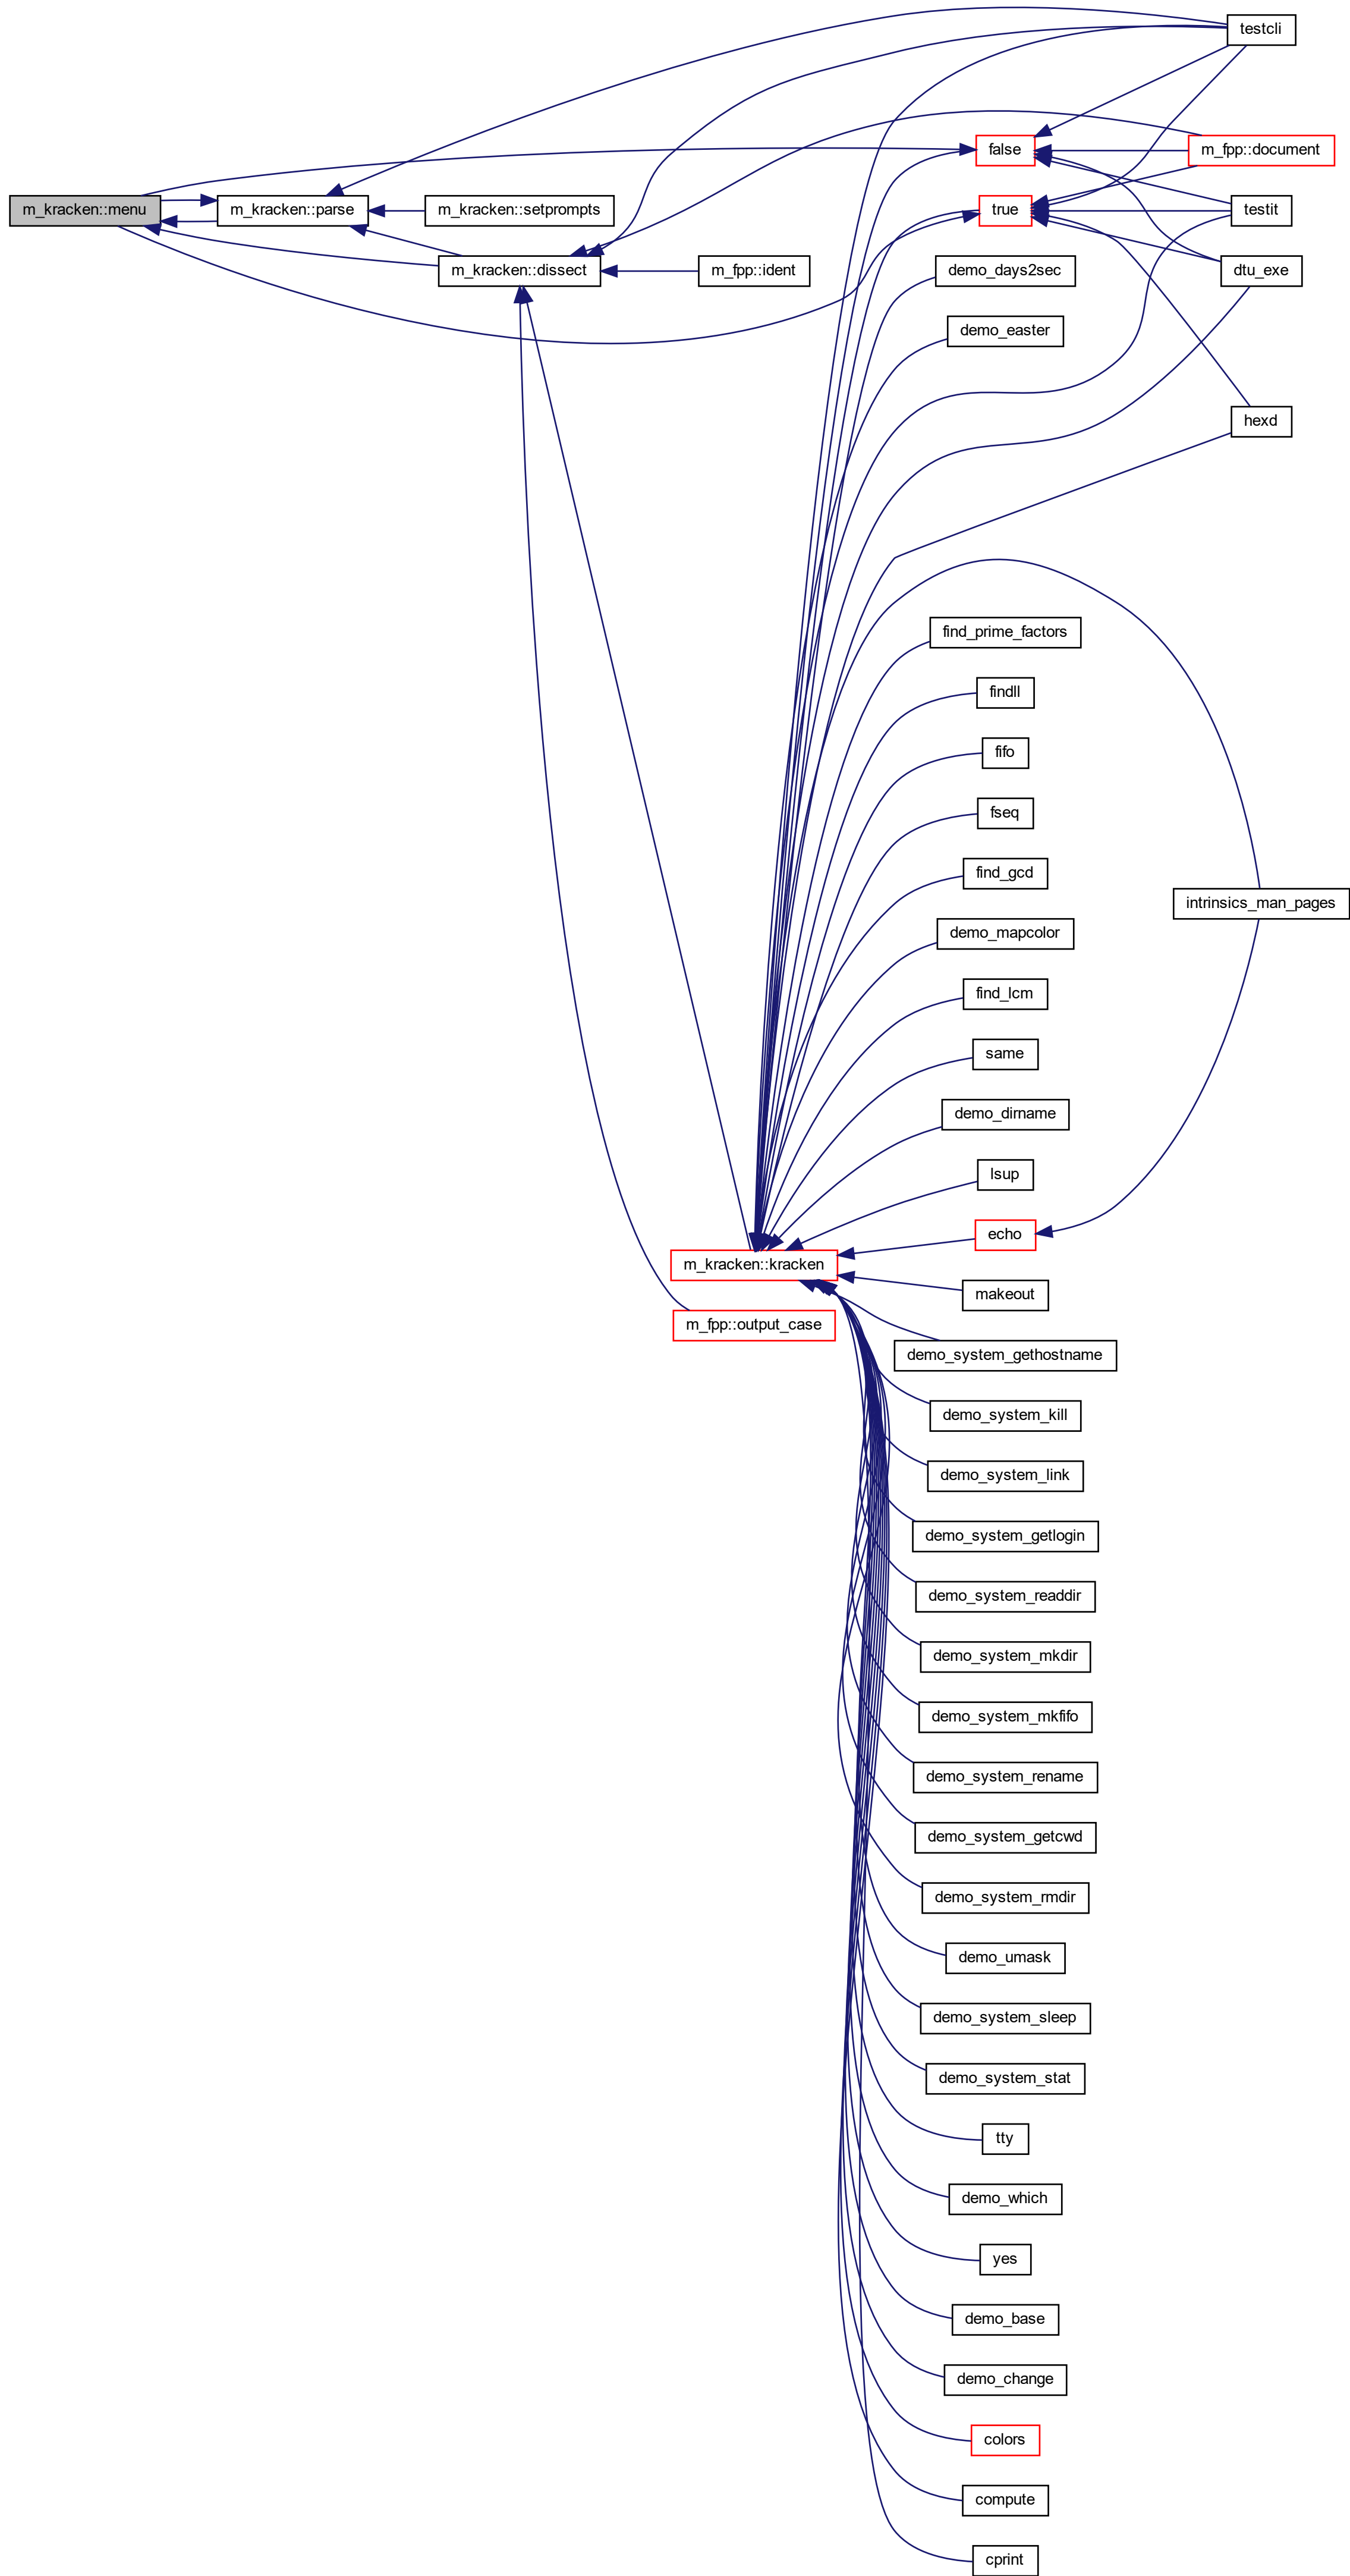 testcli
false
m_fpp::document
m_kracken::menu
m_kracken::parse
m_kracken::setprompts
true
testit
m_kracken::dissect
m_fpp::ident
demo_days2sec
dtu_exe
demo_easter
hexd
find_prime_factors
findll
fifo
fseq
find_gcd
intrinsics_man_pages
demo_mapcolor
find_lcm
same
demo_dirname
lsup
echo
m_kracken::kracken
makeout
m_fpp::output_case
demo_system_gethostname
demo_system_kill
demo_system_link
demo_system_getlogin
demo_system_readdir
demo_system_mkdir
demo_system_mkfifo
demo_system_rename
demo_system_getcwd
demo_system_rmdir
demo_umask
demo_system_sleep
demo_system_stat
tty
demo_which
yes
demo_base
demo_change
colors
compute
cprint